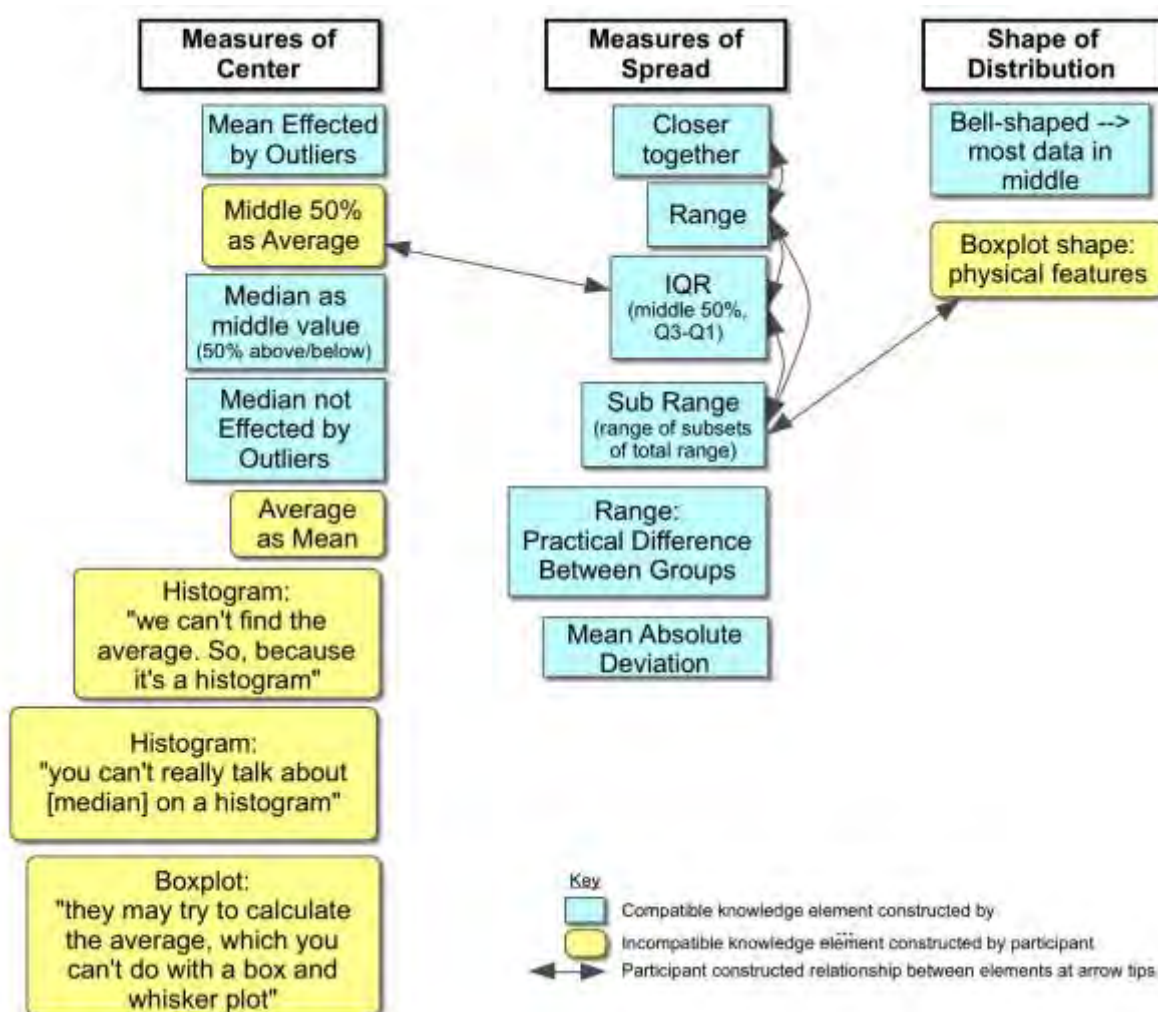 Measures of
Center
Mean Effected
by Outliers
Middle 50%
as Average
Median as
middle value
(50% above/below)
Median not
Effected by
Outliers
Average
as Mean
Histogram:
"we can't find the
average. So, because
it's a histogram"
Histogram:
"you can't really talk about
[median] on a histogram"
Boxplot:
"they may try to calculate
the average, which you
can't do with a box and
whisker plot"
Measures of
Spread
Closer
together
Range
IQR
(middle 50%,
Q3-Q1)
Sub Range
(range of subsets
of total range)
Range:
Practical Difference
Between Groups
Mean Absolute
Deviation
Shape of
Distribution
Bell-shaped -->
most data in
middle
Boxplot shape:
physical features
Key
Compatible knowledge element constructed by
...
Incompatible knowledge element constructed by participant
Participant constructed relationship between elements at arrow tips